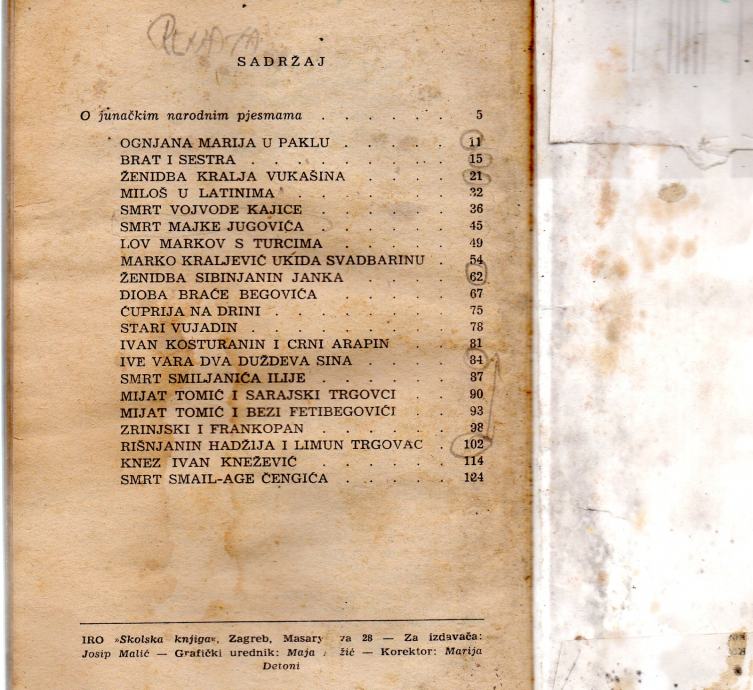 RENATA
SADRŽAJ
O junačkim narodnim pjesmama . . . . . . 5
OGNJANA MARIJA U PAKLU . . . . . 11
BRAT I SESTRA . . . . . . . . 15
ŽENIDBA KRALJA VUKAŠINA . . . . 21
MILOŠ U LATINIMA . . . . . . . 32
SMRT VOJVODE KAJICE . . . . . . 36
SMRT MAJKE JUGOVIĆA . . . . . . 45
LOV MARKOV S TURCIMA . . . . . 49
MARKO KRALJEVIĆ UKIDA SVADBARINU . 54
ŽENIDBA SIBINJANIN JANKA . . . . 62
DIOBA BRAĆE BEGOVIĆA . . . . . 67
ĆUPRIJA NA DRINI . . . . . . . 75
STARI VUJADIN . . . . . . . . 78
IVAN KOSTURANIN I CRNI ARAPIN . . 81
IVE VARA DVA DUŽDEVA SINA . . . . 84
SMRT SMILJANIĆA ILIJE . . . . . . 87
MIJAT TOMIĆ I SARAJSKI TRGOVCI . . 90
MIJAT TOMIĆ I BEZI FETIBEGOVIĆI . . 93
ZRINJSKI I FRANKOPAN . . . . . . 98
RIŠNJANIN HADŽIJA I LIMUN TRGOVAC . 102
KNEZ IVAN KNEŽEVIĆ . . . . . . 114
SMRT SMAIL-AGE ČENGIĆA . . . . . 124
IRO »Školska knjiga«, Zagreb, 28 — Za izdavača:
Josip Malić — Grafički urednik: Maja — Korektor: Marija
Detoni